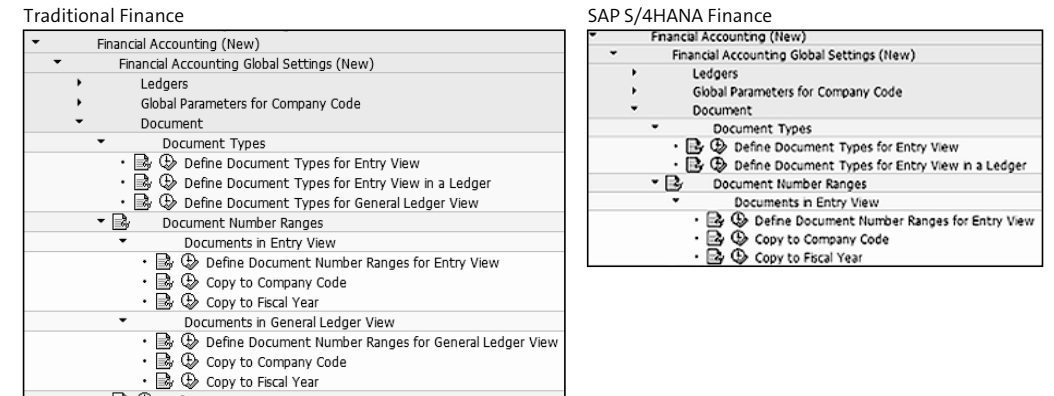 Traditional Finance
Financial Accounting (New)
Financial Accounting Global Settings (New)
Ledgers
Global Parameters for Company Code
Document
Document Types
Define Document Types for Entry View
Define Document Types for Entry View in a Ledger
Define Document Types for General Ledger View
Document Number Ranges
Documents in Entry View
Define Document Number Ranges for Entry View
Copy to Company Code
Copy to Fiscal Year
Documents in General Ledger View
Define Document Number Ranges for General Ledger View
Copy to Company Code
Copy to Fiscal Year
SAP S/4HANA Finance
Financial Accounting (New)
Financial Accounting Global Settings (New)
Ledgers
Global Parameters for Company Code
Document
Document Types
Define Document Types for Entry View
Define Document Types for Entry View in a Ledger
Document Number Ranges
Documents in Entry View
Define Document Number Ranges for Entry View
Copy to Company Code
Copy to Fiscal Year